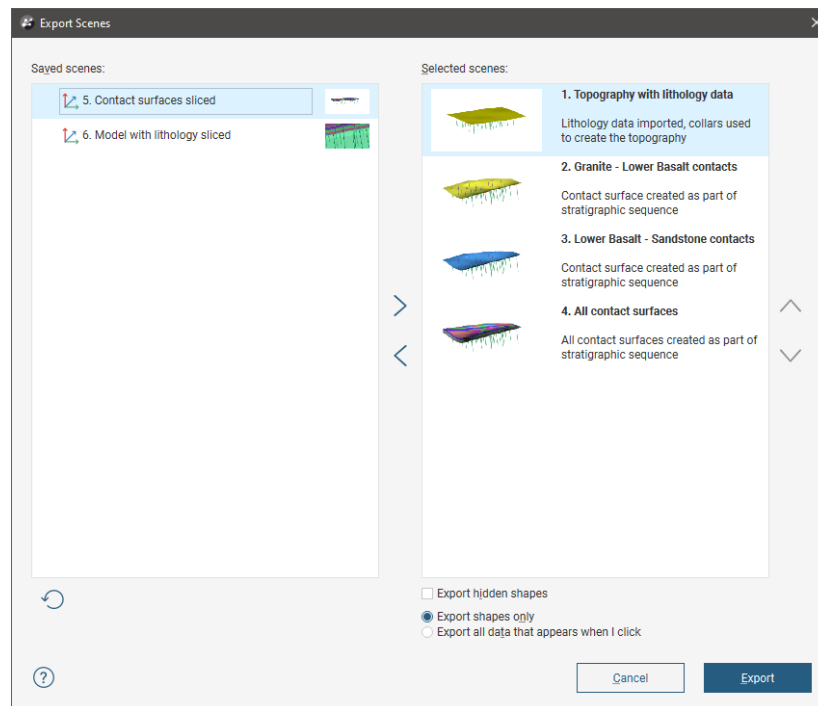 Export Scenes
Saved scenes:
5. Contact surfaces sliced
6. Model with lithology sliced
Selected scenes:
1. Topography with lithology data
Lithology data imported, collars used
to create the topography
2. Granite - Lower Basalt contacts
Contact surface created as part of
stratigraphic sequence
3. Lower Basalt - Sandstone contacts
Contact surface created as part of
stratigraphic sequence
4. All contact surfaces
All contact surfaces created as part of
stratigraphic sequence
Export hidden shapes
Export shapes only
Export all data that appears when I click
?
Cancel
Export